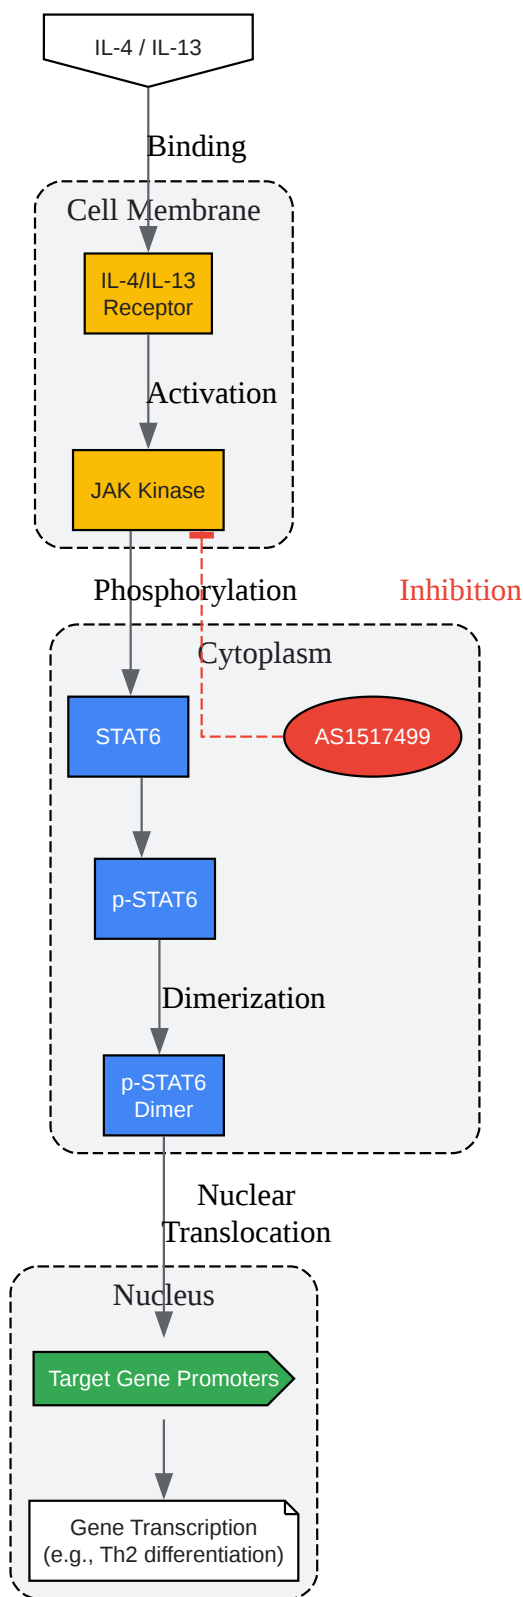 IL-4 / IL-13
Binding
Cell Membrane
IL-4/IL-13
Receptor
Activation
JAK Kinase
Phosphorylation
Inhibition
Cytoplasm
STAT6
AS1517499
p-STAT6
Dimerization
p-STAT6
Dimer
Nuclear
Translocation
Nucleus
Target Gene Promoters
Gene Transcription
(e.g., Th2 differentiation)